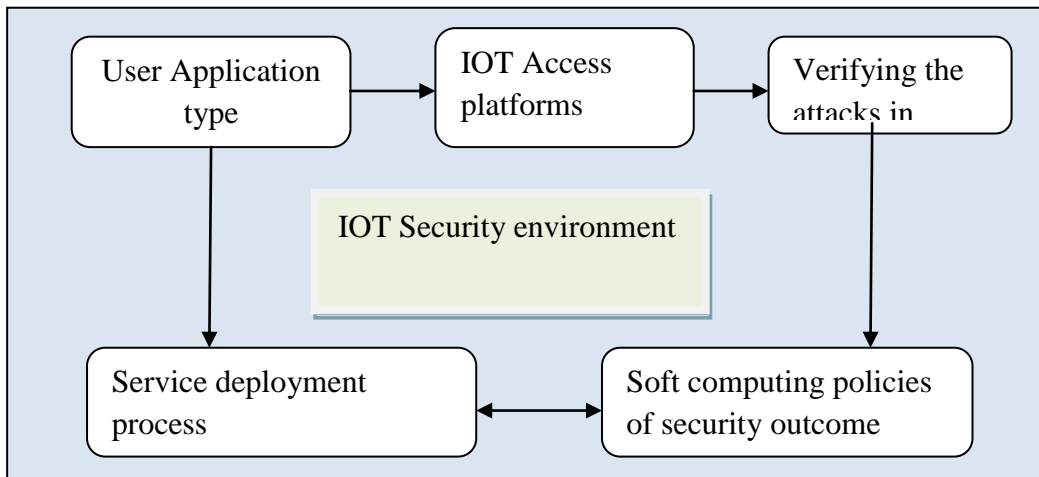 User Application
type
IOT Access
platforms
Verifying the
attacks in
IOT Security environment
Service deployment
process
Soft computing policies
of security outcome